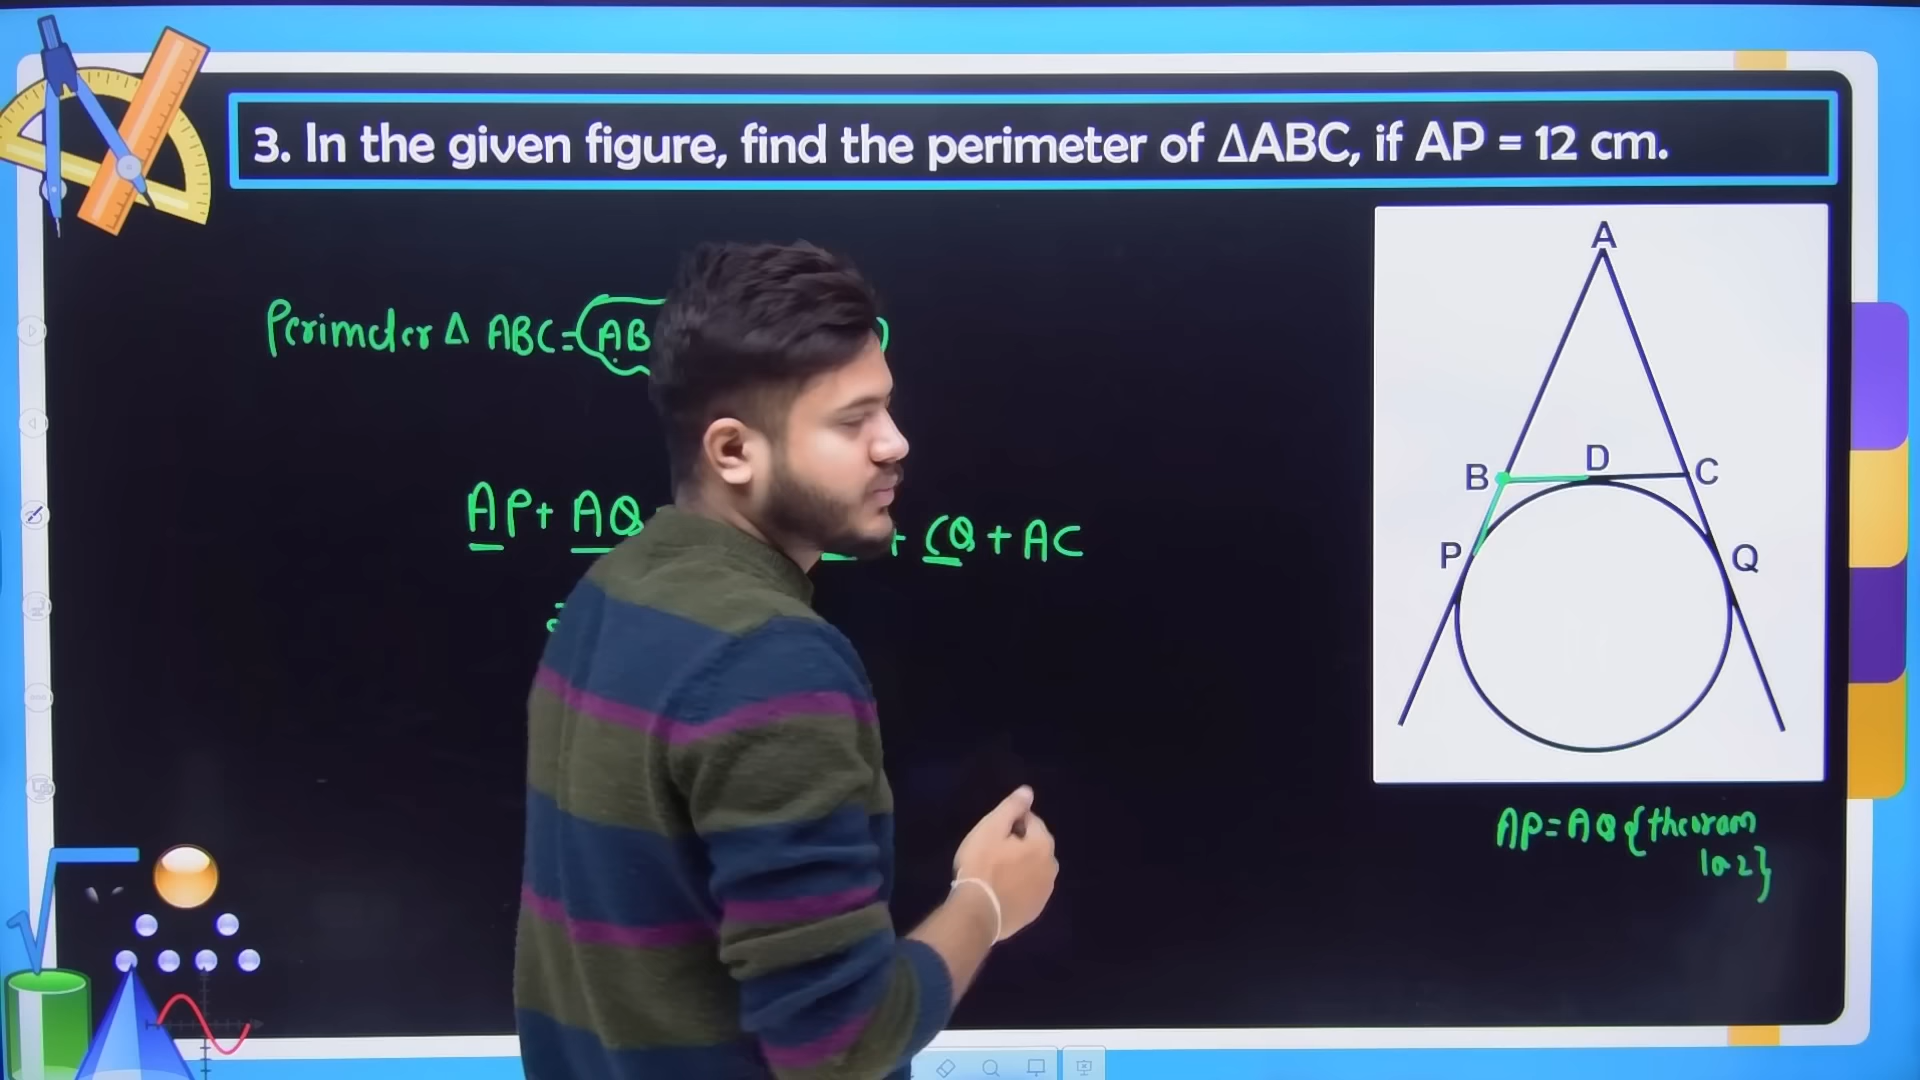 3. In the given figure, find the perimeter of ΔABC, if AP = 12 cm.
Perimeter Δ ABC=(AB
AP+ AQ + CQ + AC
A
B D C
P Q
AP=AQ {theoram
10.2}